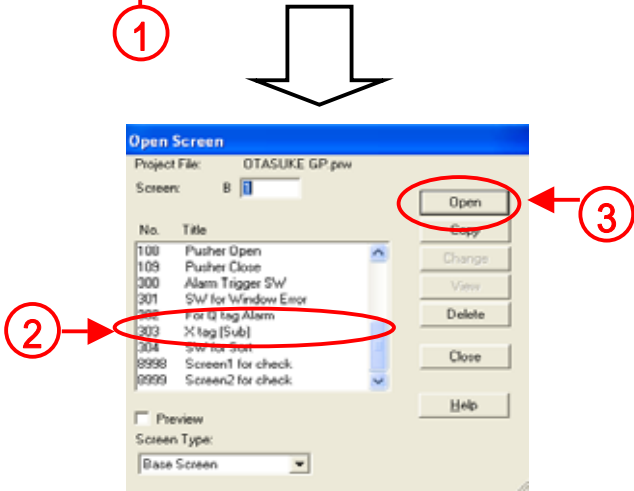 1
Open Screen
Project File: OTASUKE GP.prw
Screen: B 1
Open
3
No. Title
Copy
108 Pusher Open
109 Pusher Close
Change
300 Alarm Trigger SW
View
301 SW for Window Error
302 For Q tag Alarm
Delete
2
303 X tag (Sub)
304 SW for Sort
Close
8998 Screen1 for check
8999 Screen2 for check
Help
Preview
Screen Type:
Base Screen